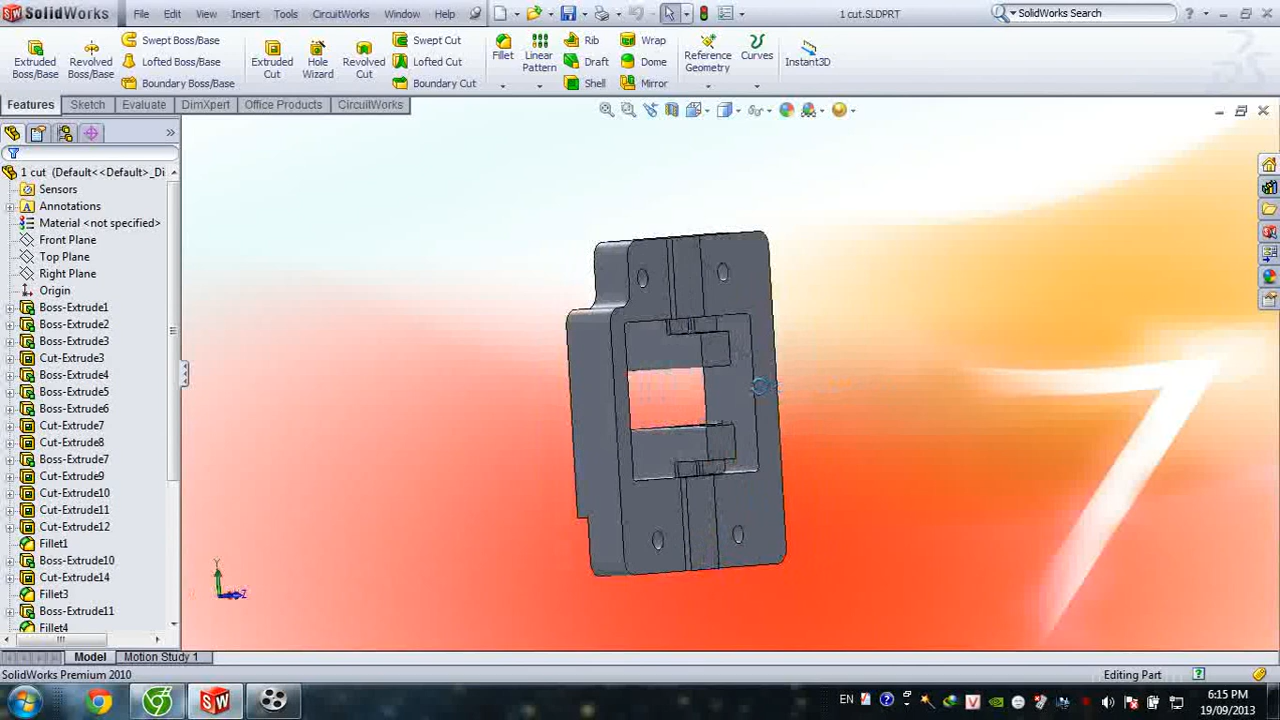 SolidWorks File Edit View Insert Tools CircuitWorks Window Help 1 cut.SLDPRT SolidWorks Search
Extruded Boss/Base Revolved Boss/Base Swept Boss/Base Lofted Boss/Base Boundary Boss/Base Extruded Cut Hole Wizard Revolved Cut Swept Cut Lofted Cut Boundary Cut Fillet Linear Pattern Rib Draft Shell Wrap Dome Mirror Reference Geometry Curves Instant3D
Features Sketch Evaluate DimXpert Office Products CircuitWorks
1 cut (Default<<Default>_Di
Sensors
Annotations
Material <not specified>
Front Plane
Top Plane
Right Plane
Origin
Boss-Extrude1
Boss-Extrude2
Boss-Extrude3
Cut-Extrude3
Boss-Extrude4
Boss-Extrude5
Boss-Extrude6
Cut-Extrude7
Cut-Extrude8
Boss-Extrude7
Cut-Extrude9
Cut-Extrude10
Cut-Extrude11
Cut-Extrude12
Fillet1
Boss-Extrude10
Cut-Extrude14
Fillet3
Boss-Extrude11
Fillet4
Y
Z
Model Motion Study 1
SolidWorks Premium 2010 Editing Part
EN 6:15 PM
19/09/2013